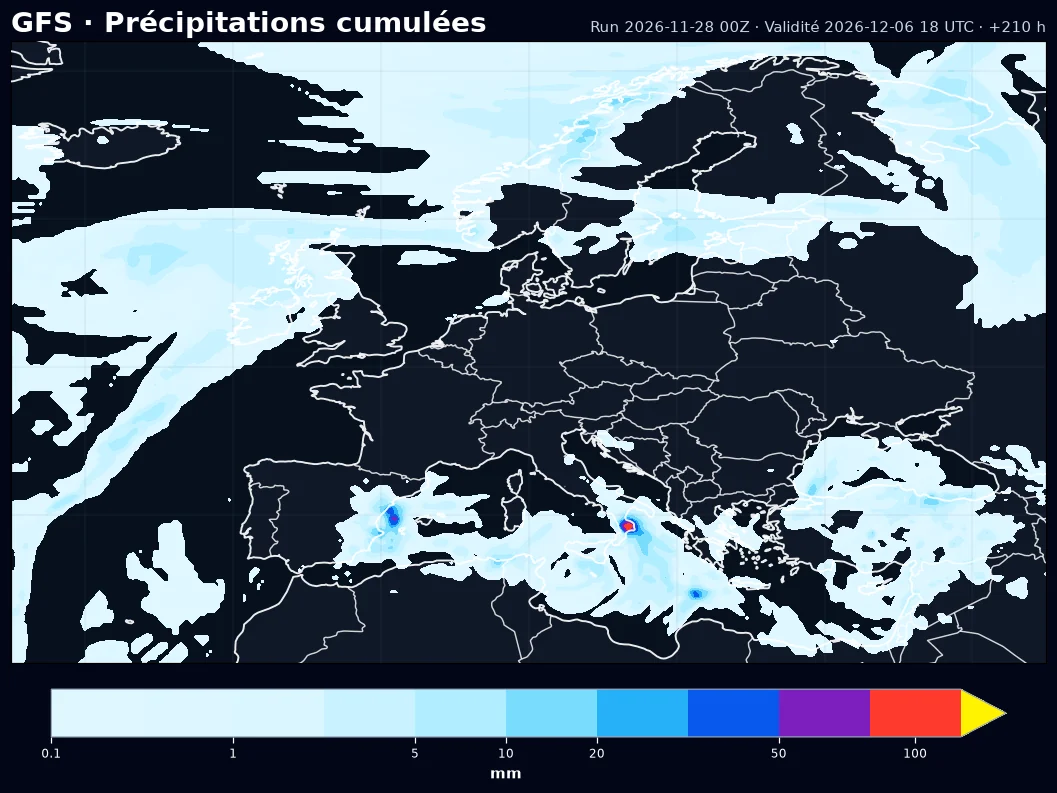 GFS · Précipitations cumulées
Run 2026-11-28 00Z · Validité 2026-12-06 18 UTC · +210 h
0.1 1 5 10 20 50 100
mm